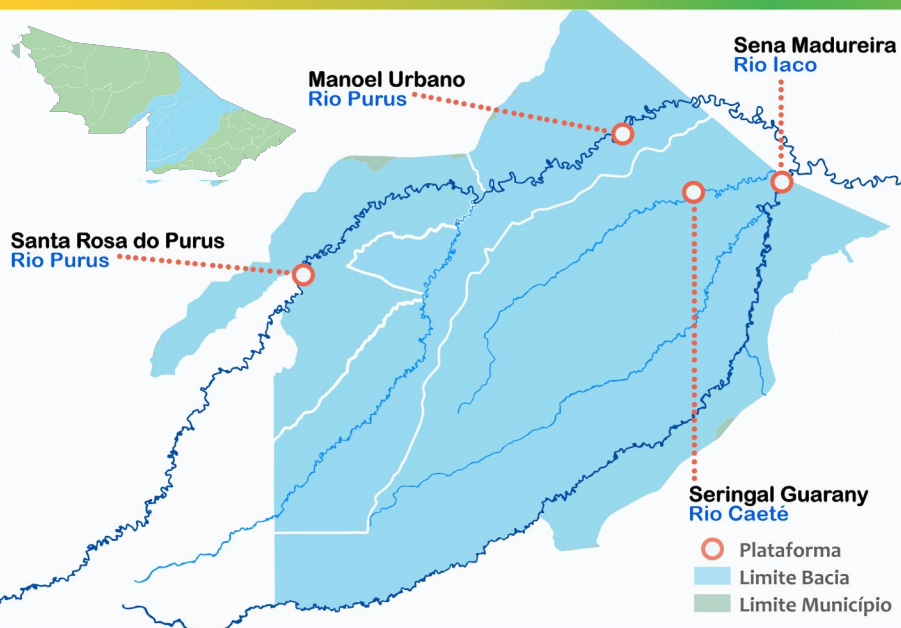 Sena Madureira
Rio Iaco
Manoel Urbano
Rio Purus
Santa Rosa do Purus
Rio Purus
Seringal Guarany
Rio Caeté
Plataforma
Limite Bacia
Limite Município